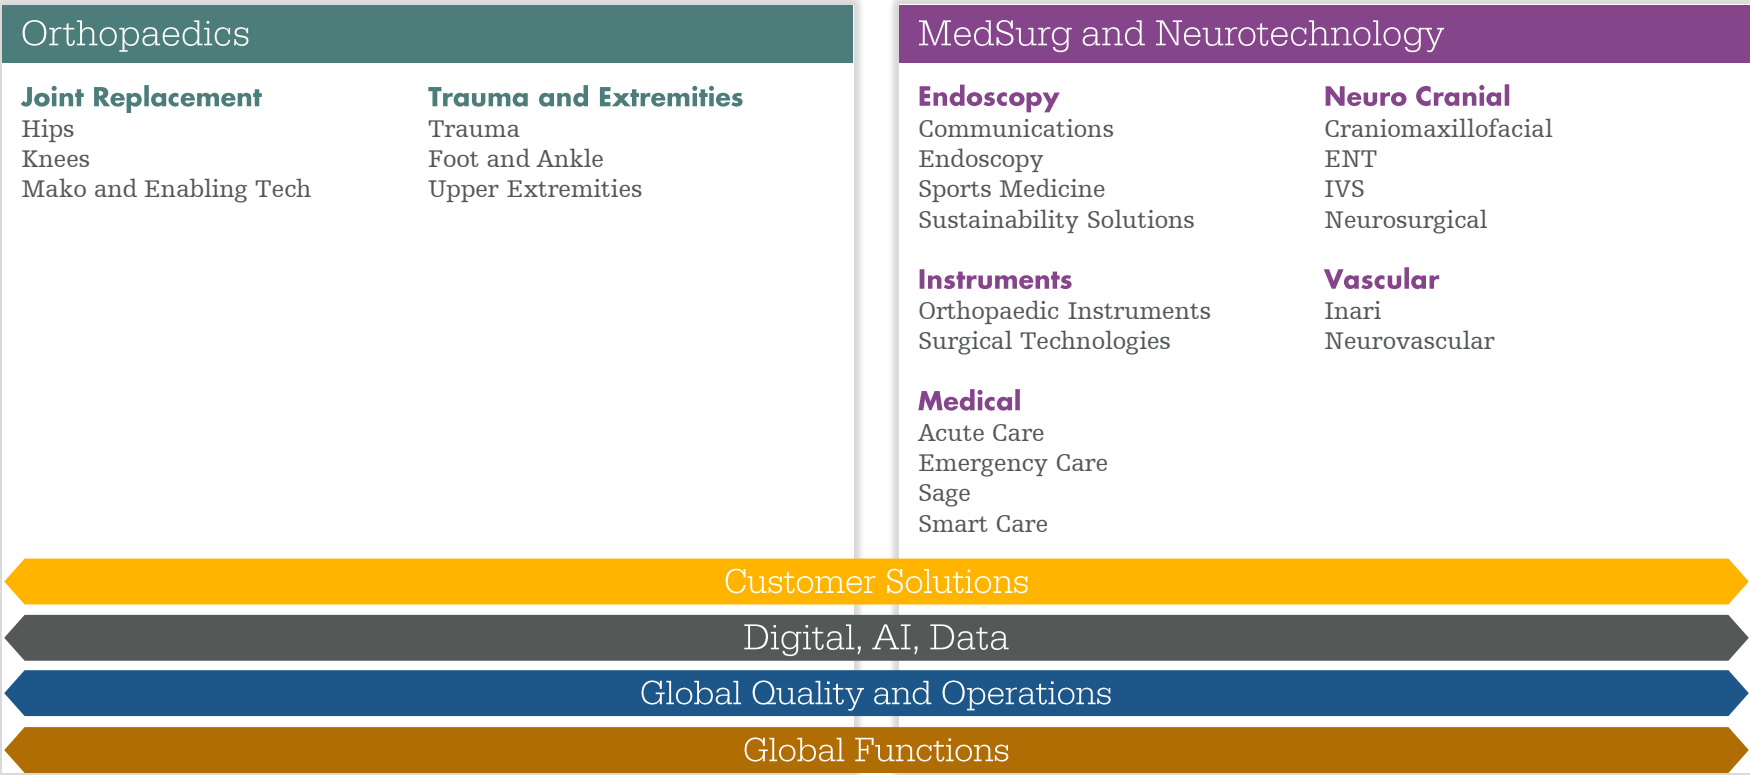 Orthopaedics
Joint Replacement
Hips
Knees
Mako and Enabling Tech
Trauma and Extremities
Trauma
Foot and Ankle
Upper Extremities
MedSurg and Neurotechnology
Endoscopy
Communications
Endoscopy
Sports Medicine
Sustainability Solutions
Instruments
Orthopaedic Instruments
Surgical Technologies
Medical
Acute Care
Emergency Care
Sage
Smart Care
Neuro Cranial
Craniomaxillofacial
ENT
IVS
Neurosurgical
Vascular
Inari
Neurovascular
Customer Solutions
Digital, AI, Data
Global Quality and Operations
Global Functions